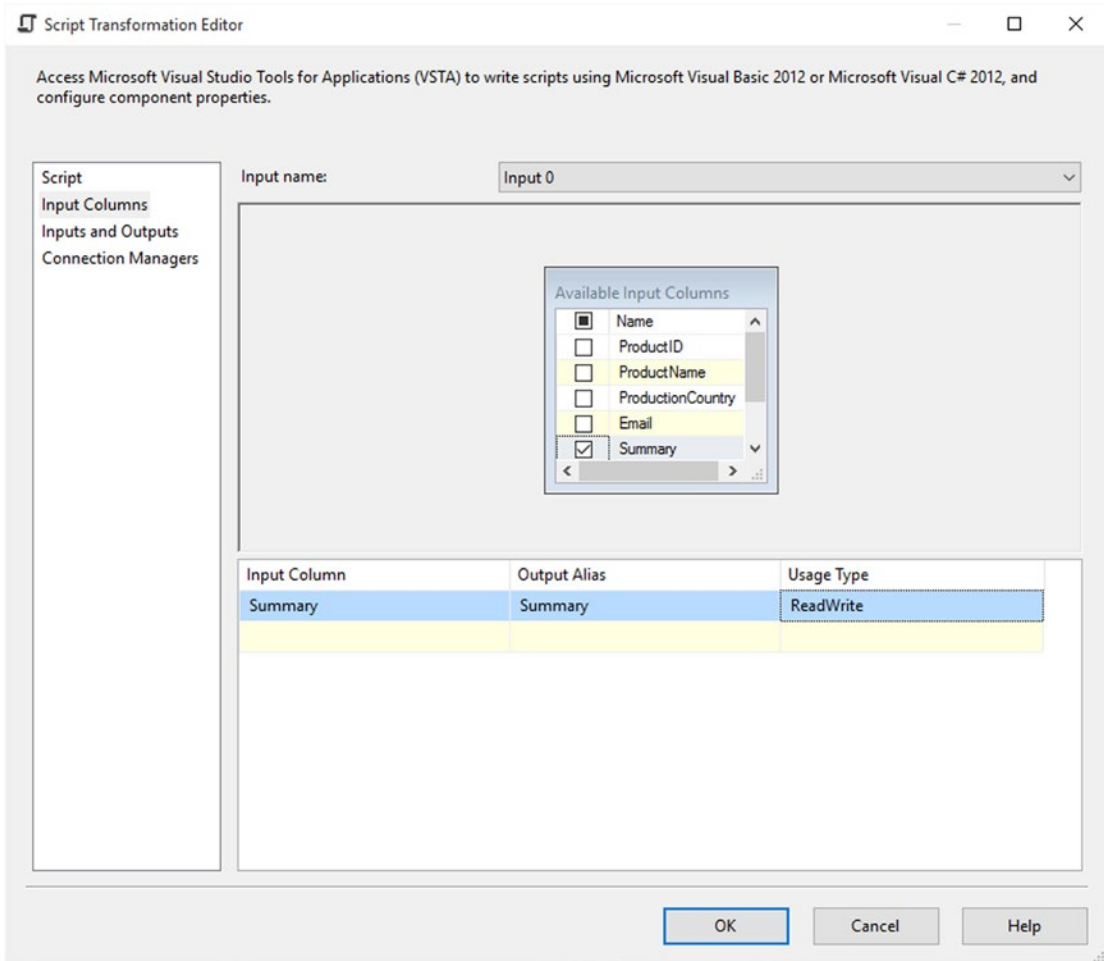 Script Transformation Editor
Access Microsoft Visual Studio Tools for Applications (VSTA) to write scripts using Microsoft Visual Basic 2012 or Microsoft Visual C# 2012, and
configure component properties.
Script
Input Columns
Inputs and Outputs
Connection Managers
Input name:
Input 0
Available Input Columns
Name
ProductID
ProductName
ProductionCountry
Email
Summary
Input Column Output Alias Usage Type
Summary Summary ReadWrite
OK Cancel Help